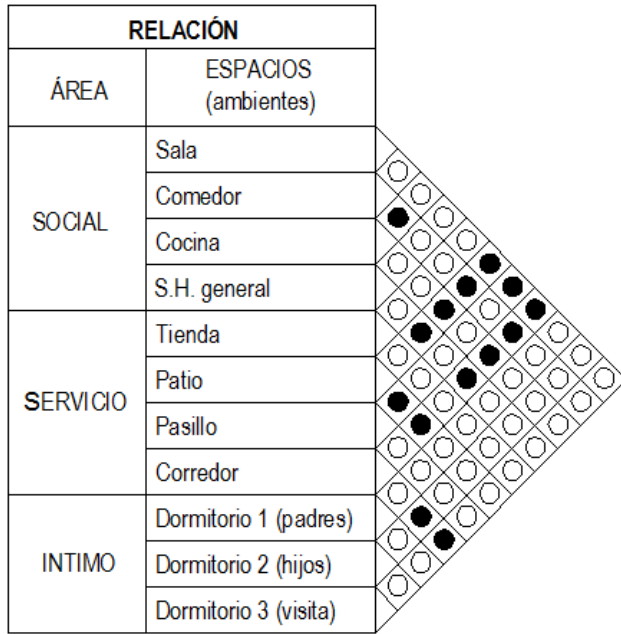 RELACIÓN
ÁREA
ESPACIOS
(ambientes)
SOCIAL
Sala
Comedor
Cocina
S.H. general
SERVICIO
Tienda
Patio
Pasillo
Corredor
INTIMO
Dormitorio 1 (padres)
Dormitorio 2 (hijos)
Dormitorio 3 (visita)